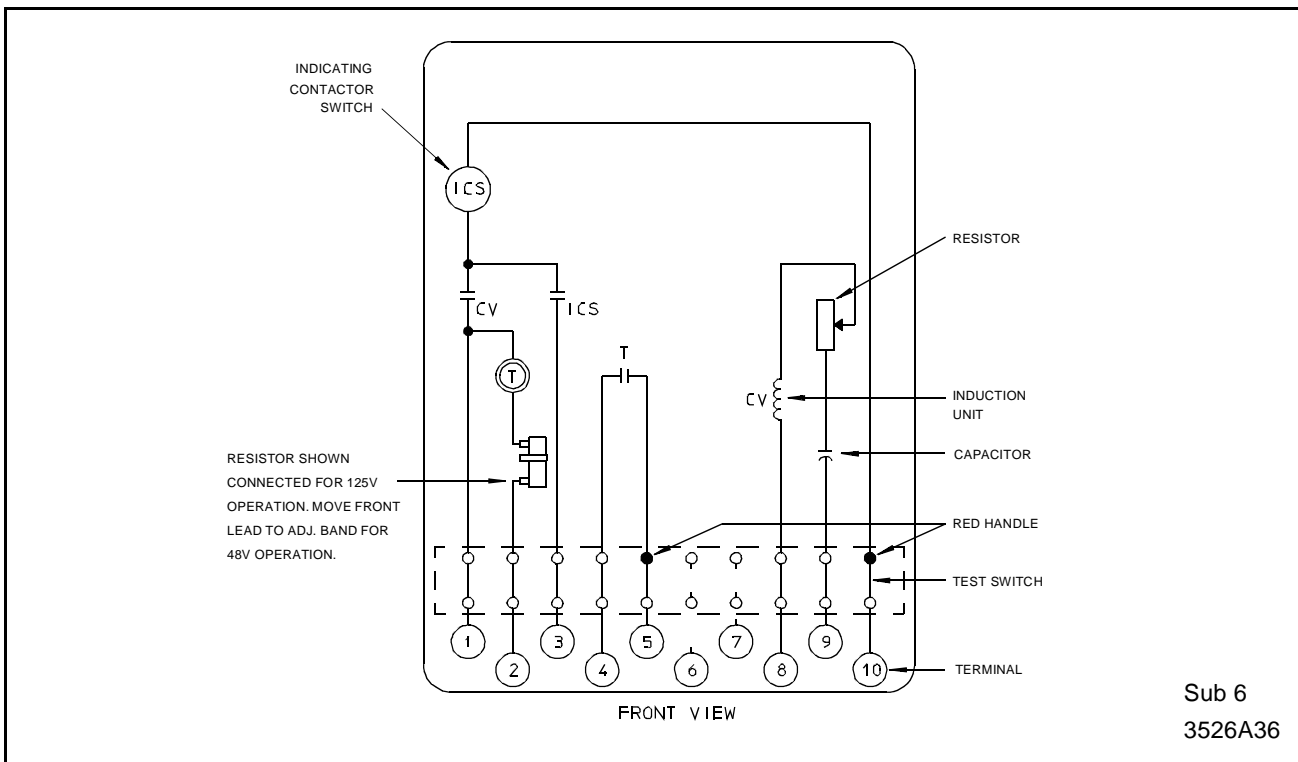 INDICATING
CONTACTOR
SWITCH
ICS
CV
ICS
T
T
RESISTOR
CV
INDUCTION
UNIT
CAPACITOR
RESISTOR SHOWN
CONNECTED FOR 125V
OPERATION. MOVE FRONT
LEAD TO ADJ. BAND FOR
48V OPERATION.
RED HANDLE
TEST SWITCH
1
2
3
4
5
6
7
8
9
10
TERMINAL
FRONT VIEW
Sub 6
3526A36